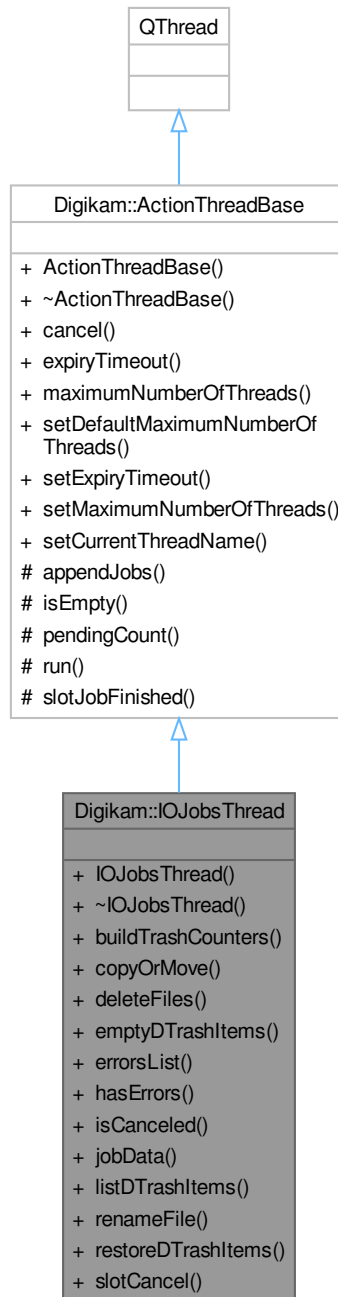 QThread
Digikam::ActionThreadBase
+ ActionThreadBase()
+ ~ActionThreadBase()
+ cancel()
+ expiryTimeout()
+ maximumNumberOfThreads()
+ setDefaultMaximumNumberOf
Threads()
+ setExpiryTimeout()
+ setMaximumNumberOfThreads()
+ setCurrentThreadName()
# appendJobs()
# isEmpty()
# pendingCount()
# run()
# slotJobFinished()
Digikam::IOJobsThread
+ IOJobsThread()
+ ~IOJobsThread()
+ buildTrashCounters()
+ copyOrMove()
+ deleteFiles()
+ emptyDTrashItems()
+ errorsList()
+ hasErrors()
+ isCanceled()
+ jobData()
+ listDTrashItems()
+ renameFile()
+ restoreDTrashItems()
+ slotCancel()